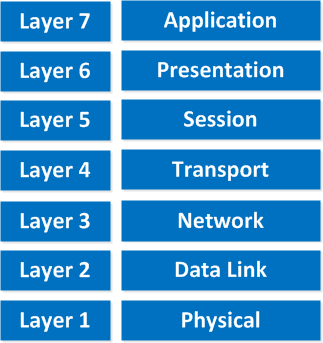 Layer 7 Application
Layer 6 Presentation
Layer 5 Session
Layer 4 Transport
Layer 3 Network
Layer 2 Data Link
Layer 1 Physical